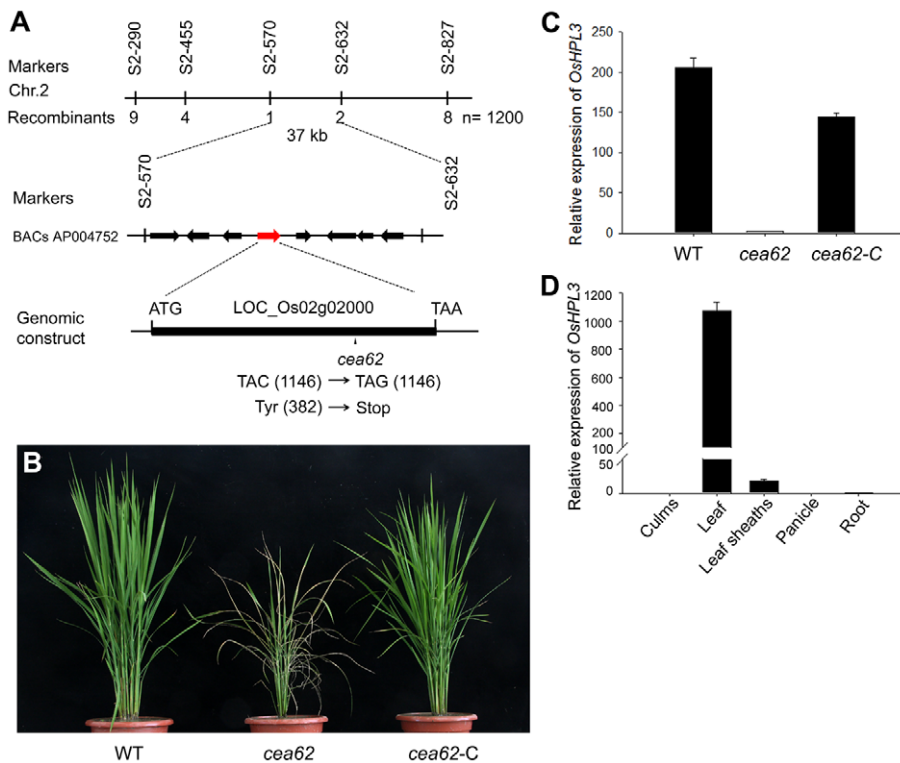 A
S2-290
S2-455
S2-570
S2-632
S2-827
Markers
Chr.2
Recombinants 9 4 1 2 8 n= 1200
37 kb
Markers
S2-570
S2-632
BACs AP004752
ATG LOC_Os02g02000 TAA
Genomic
construct
cea62
TAC (1146) → TAG (1146)
Tyr (382) → Stop
B
WT cea62 cea62-C
C
Relative expression of OsHPL3
250
200
150
100
50
0
WT cea62 cea62-C
D
Relative expression of OsHPL3
1200
1000
800
600
400
200
100
50
0
Culms
Leaf
Leaf sheaths
Panicle
Root